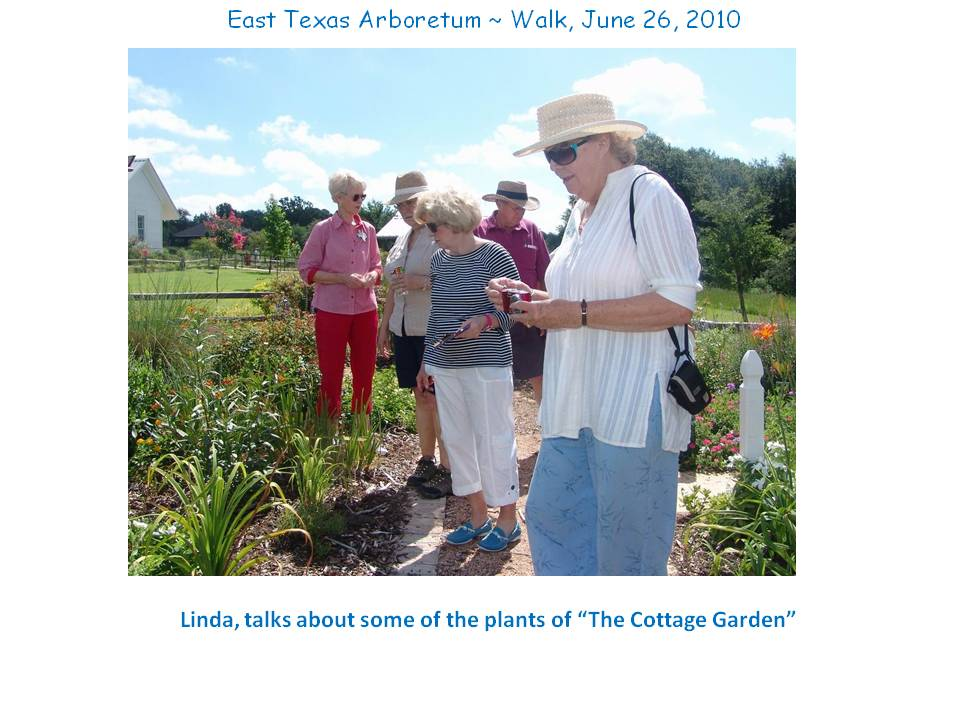 East Texas Arboretum ~ Walk, June 26, 2010
Linda, talks about some of the plants of “The Cottage Garden”